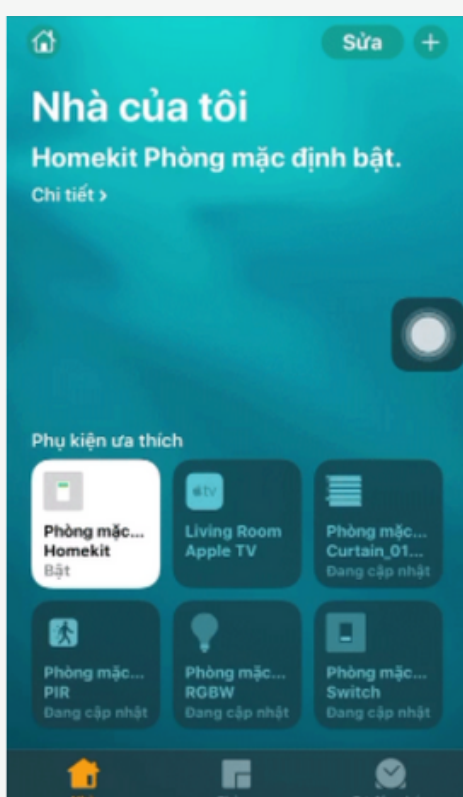 Sửa
Nhà của tôi
Homekit Phòng mặc định bật.
Chi tiết >
Phụ kiện ưa thích
Phòng mặc...
Homekit
Bật
tv
Living Room
Apple TV
Phòng mặc...
Curtain_01...
Đang cập nhật
Phòng mặc...
PIR
Đang cập nhật
Phòng mặc...
RGBW
Đang cập nhật
Phòng mặc...
Switch
Đang cập nhật